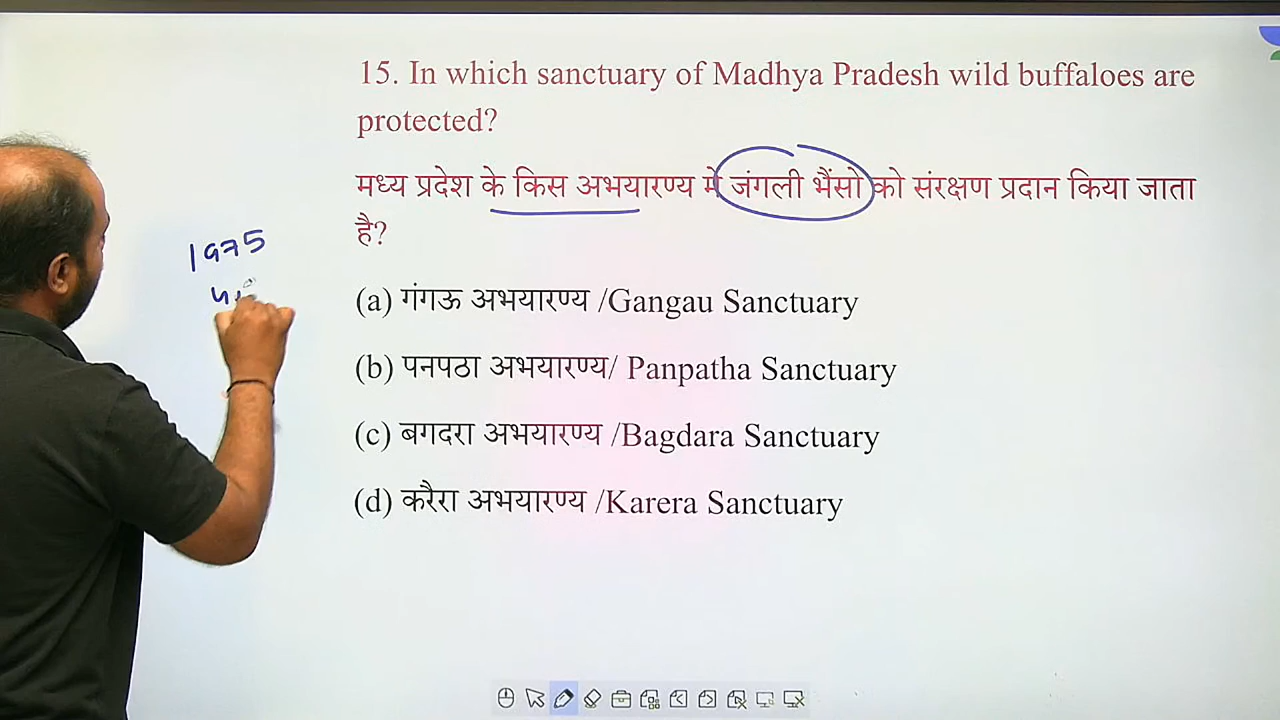 15. In which sanctuary of Madhya Pradesh wild buffaloes are
protected?
मध्य प्रदेश के किस अभयारण्य में जंगली भैंसो को संरक्षण प्रदान किया जाता
है?
1975
(a) गंगऊ अभयारण्य /Gangau Sanctuary
(b) पनपठा अभयारण्य/ Panpatha Sanctuary
(c) बगदरा अभयारण्य /Bagdara Sanctuary
(d) करैरा अभयारण्य /Karera Sanctuary